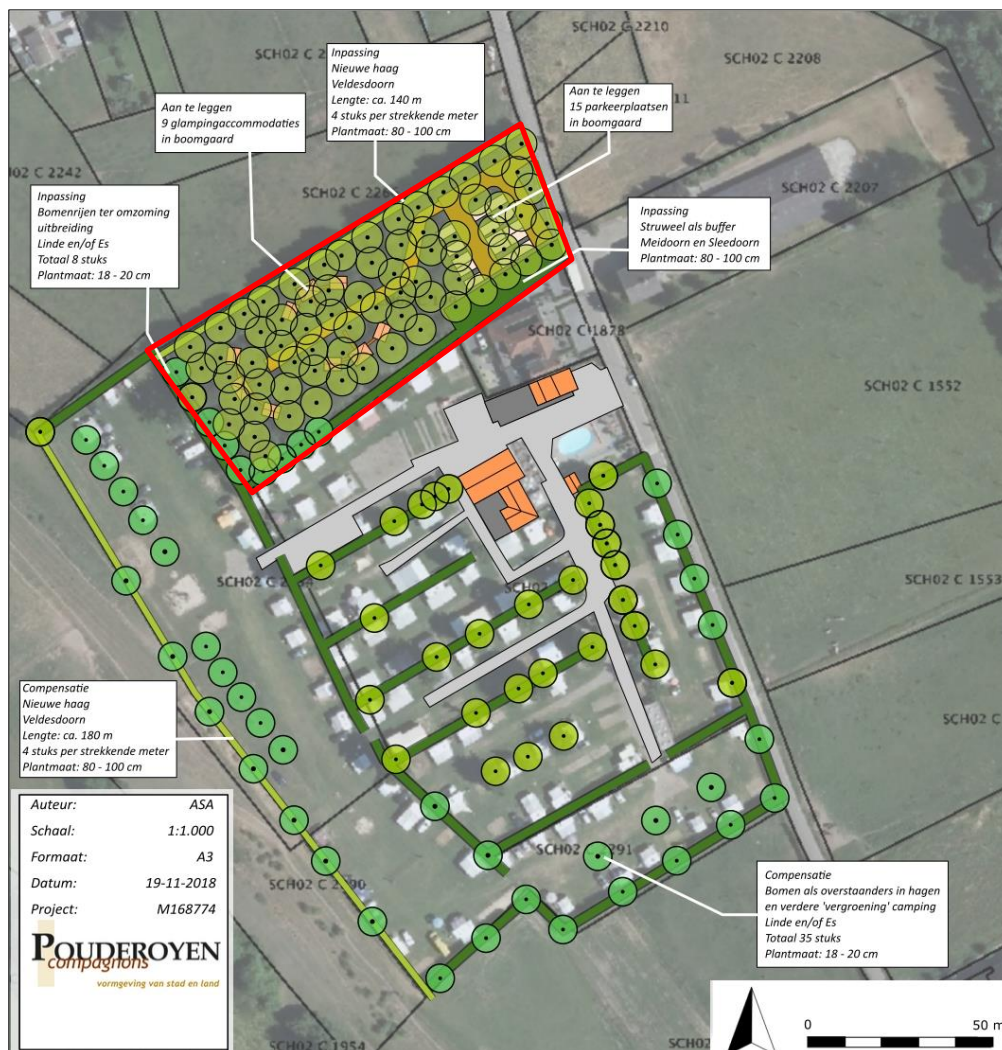 SCH02 C 2210
SCH02 C 2208
Inpassing
Nieuwe haag
Veldesdoorn
Lengte: ca. 140 m
4 stuks per strekkende meter
Plantmaat: 80 - 100 cm
Aan te leggen
9 glampingaccommodaties
in boomgaard
Aan te leggen
15 parkeerplaatsen
in boomgaard
11
H02 C 2242
SCH02 C 2207
Inpassing
Bomenrijen ter omzoming
uitbreiding
Linde en/of Es
Totaal 8 stuks
Plantmaat: 18 - 20 cm
Inpassing
Struweel als buffer
Meidoorn en Sleedoorn
Plantmaat: 80 - 100 cm
SCH02 C 1878
SCH02 C 1552
SCH02 C 1553
Compensatie
Nieuwe haag
Veldesdoorn
Lengte: ca. 180 m
4 stuks per strekkende meter
Plantmaat: 80 - 100 cm
Auteur: ASA
Schaal: 1:1.000
Formaat: A3
Datum: 19-11-2018
Project: M168774
POUDEROYEN
compagnons
vormgeving van stad en land
Compensatie
Bomen als overstaanders in hagen
en verdere 'vergroening' camping
Linde en/of Es
Totaal 35 stuks
Plantmaat: 18 - 20 cm
SCH02 C 1954
0 50 m